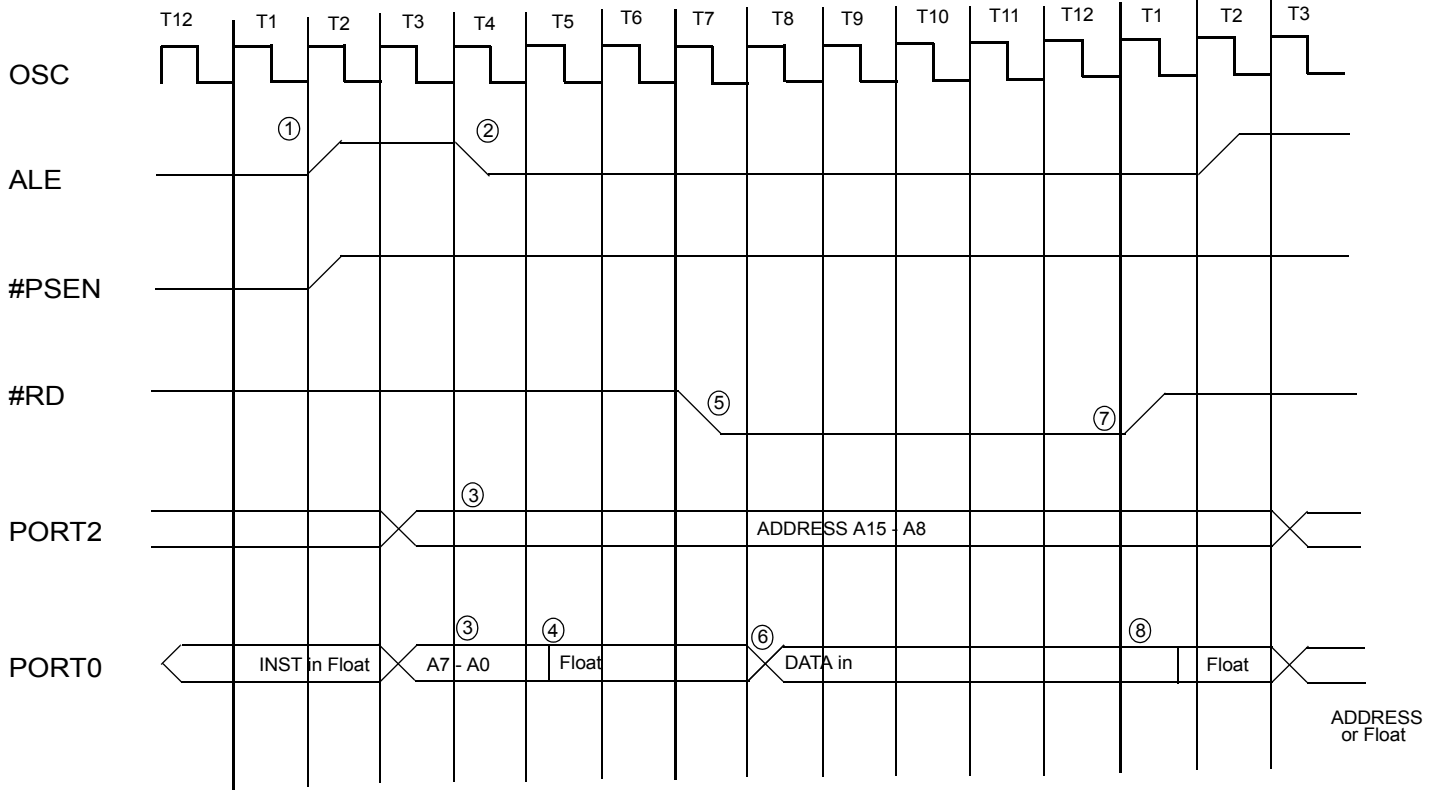 T12 T1 T2 T3 T4 T5 T6 T7 T8 T9 T10 T11 T12 T1 T2 T3
OSC
① ②
ALE
#PSEN
#RD
⑤ ⑦
③
PORT2 ADDRESS A15 - A8
③ ④ ⑥ ⑧
PORT0 INST in Float A7 - A0 Float DATA in Float
ADDRESS
or Float